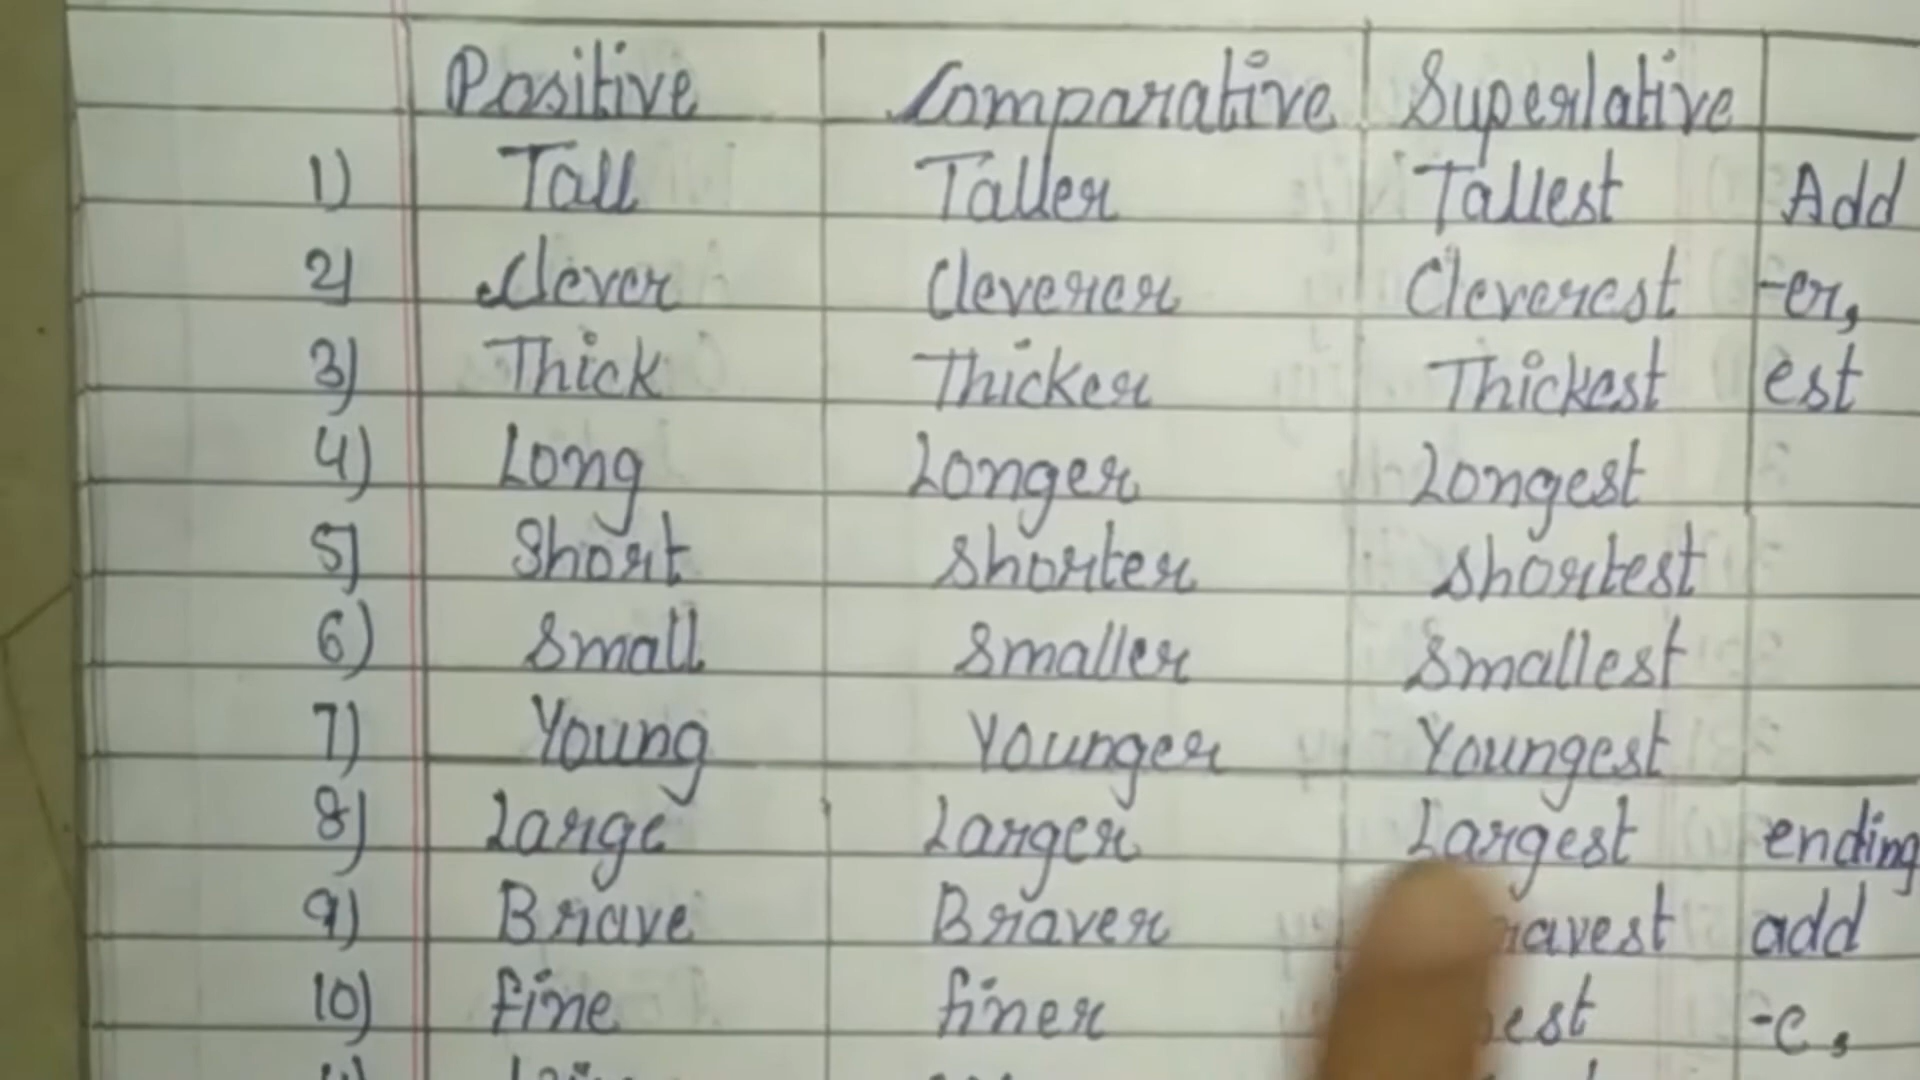 Positive Comparative Superlative
1) Tall Taller Tallest Add
2) Clever Cleverer Cleverest -er,
3) Thick Thicker Thickest est
4) Long Longer Longest
5) Short Shorter Shortest
6) Small Smaller Smallest
7) Young Younger Youngest
8) Large Larger Largest ending
9) Brave Braver add
10) fine finer -e,